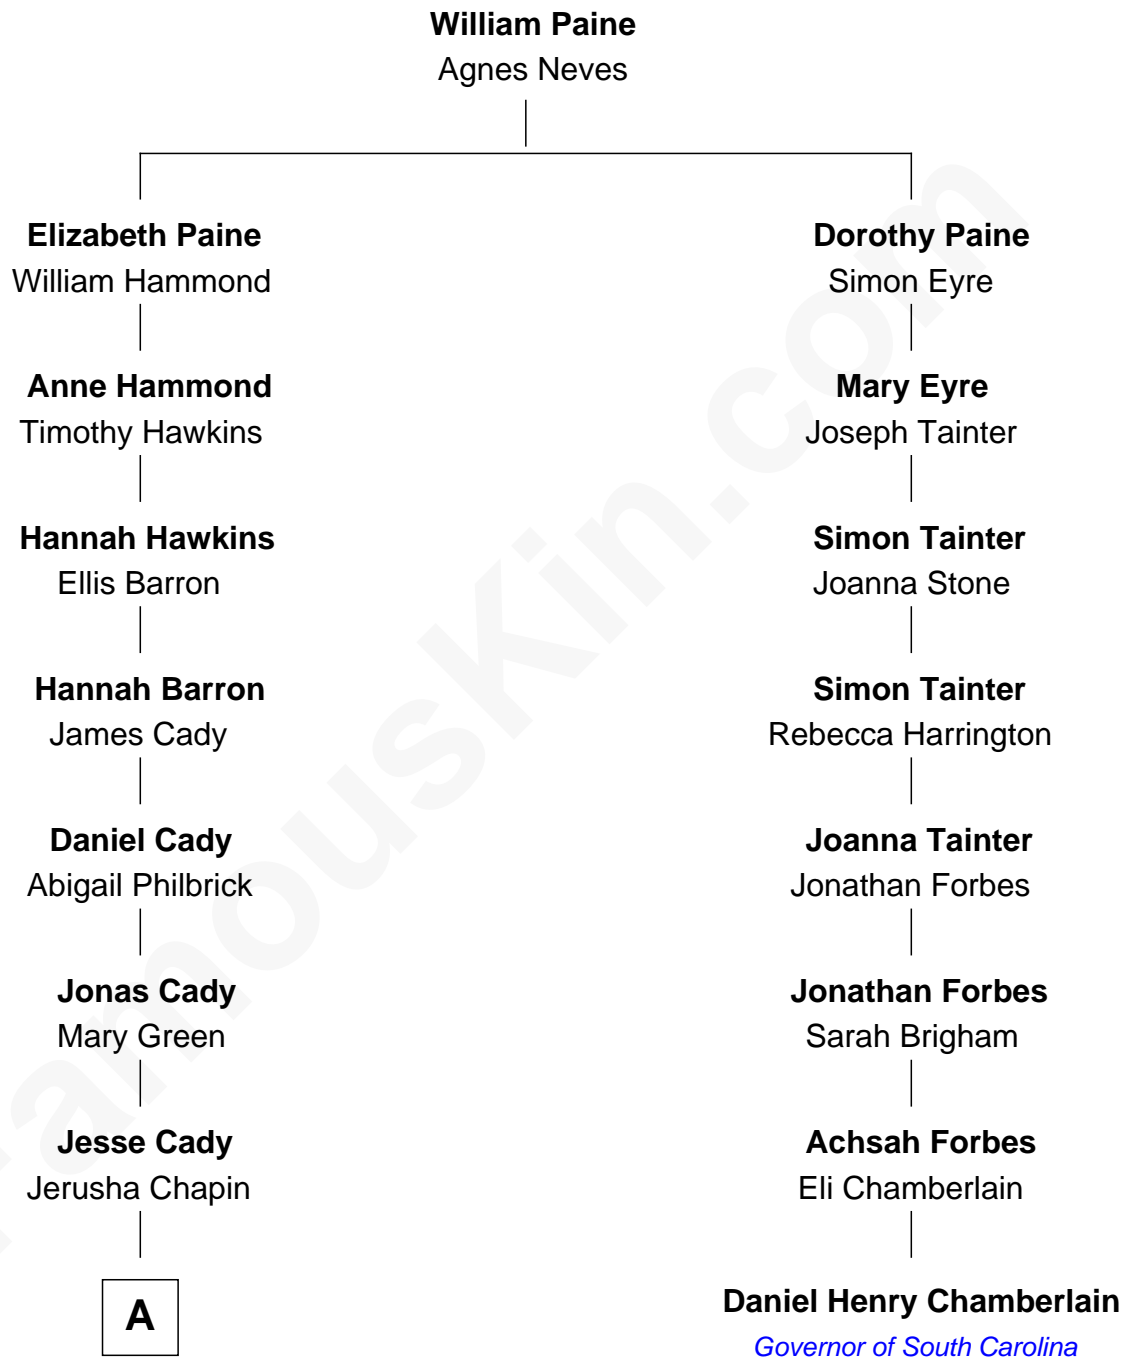 William Paine
Agnes Neves
Elizabeth Paine
William Hammond
Dorothy Paine
Simon Eyre
Anne Hammond
Timothy Hawkins
Mary Eyre
Joseph Tainter
Hannah Hawkins
Ellis Barron
Simon Tainter
Joanna Stone
Hannah Barron
James Cady
Simon Tainter
Rebecca Harrington
Daniel Cady
Abigail Philbrick
Joanna Tainter
Jonathan Forbes
Jonas Cady
Mary Green
Jonathan Forbes
Sarah Brigham
Jesse Cady
Jerusha Chapin
Achsah Forbes
Eli Chamberlain
A
Daniel Henry Chamberlain
Governor of South Carolina
FamousKin.com